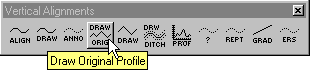 Vertical Alignments
DRAW DRW
ALIGN DRAW ANNO ORIG DRAW DITCH PROF ? REPT GRAD ERS
Draw Original Profile